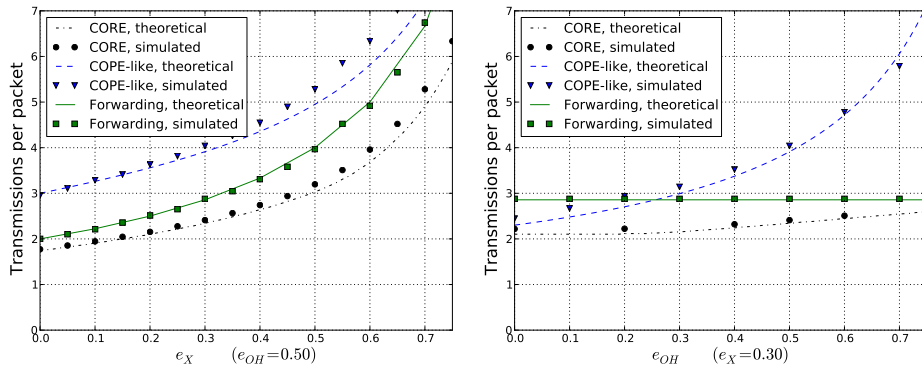 Transmissions per packet
7
6
5
4
3
2
1
0
CORE, theoretical
CORE, simulated
COPE-like, theoretical
COPE-like, simulated
Forwarding, theoretical
Forwarding, simulated
0.0 0.1 0.2 0.3 0.4 0.5 0.6 0.7
e_X (e_OH=0.50)
Transmissions per packet
7
6
5
4
3
2
1
0
CORE, theoretical
CORE, simulated
COPE-like, theoretical
COPE-like, simulated
Forwarding, theoretical
Forwarding, simulated
0.0 0.1 0.2 0.3 0.4 0.5 0.6 0.7
e_OH (e_X=0.30)